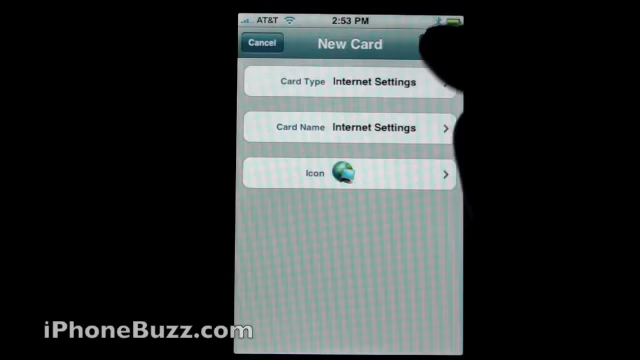 AT&T 2:53 PM
Cancel New Card
Card Type Internet Settings
Card Name Internet Settings
Icon
iPhoneBuzz.com